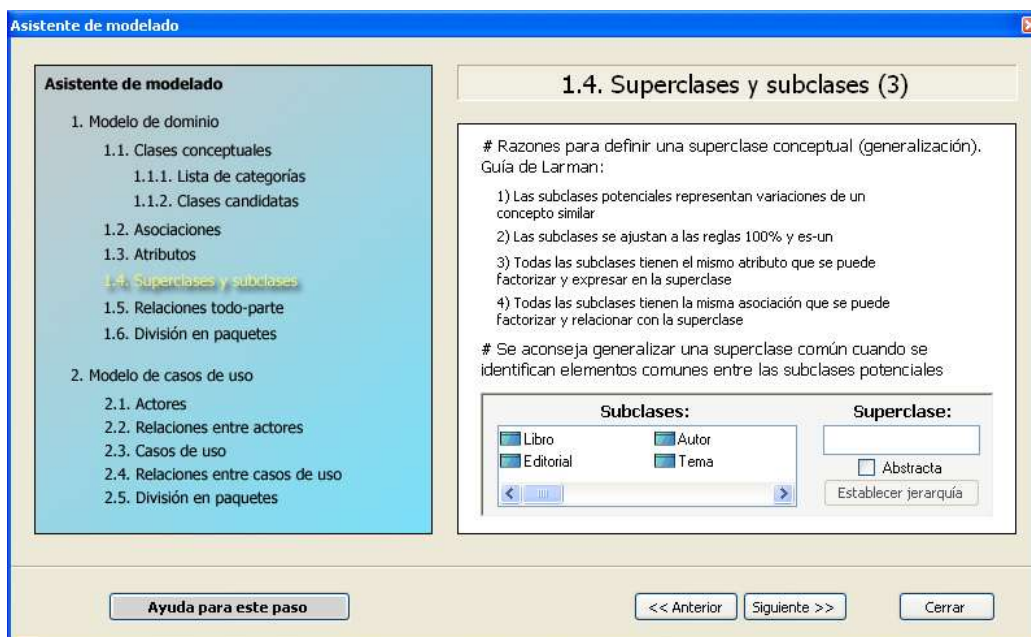 Asistente de modelado
Asistente de modelado
1. Modelo de dominio
1.1. Clases conceptuales
1.1.1. Lista de categorías
1.1.2. Clases candidatas
1.2. Asociaciones
1.3. Atributos
1.4. Superclases y subclases
1.5. Relaciones todo-parte
1.6. División en paquetes
2. Modelo de casos de uso
2.1. Actores
2.2. Relaciones entre actores
2.3. Casos de uso
2.4. Relaciones entre casos de uso
2.5. División en paquetes
1.4. Superclases y subclases (3)
# Razones para definir una superclase conceptual (generalización).
Guía de Larman:
1) Las subclases potenciales representan variaciones de un
concepto similar
2) Las subclases se ajustan a las reglas 100% y es-un
3) Todas las subclases tienen el mismo atributo que se puede
factorizar y expresar en la superclase
4) Todas las subclases tienen la misma asociación que se puede
factorizar y relacionar con la superclase
# Se aconseja generalizar una superclase común cuando se
identifican elementos comunes entre las subclases potenciales
Subclases:
Libro
Autor
Editorial
Tema
Superclase:
Abstracta
Establecer jerarquía
Ayuda para este paso
<< Anterior
Siguiente >>
Cerrar